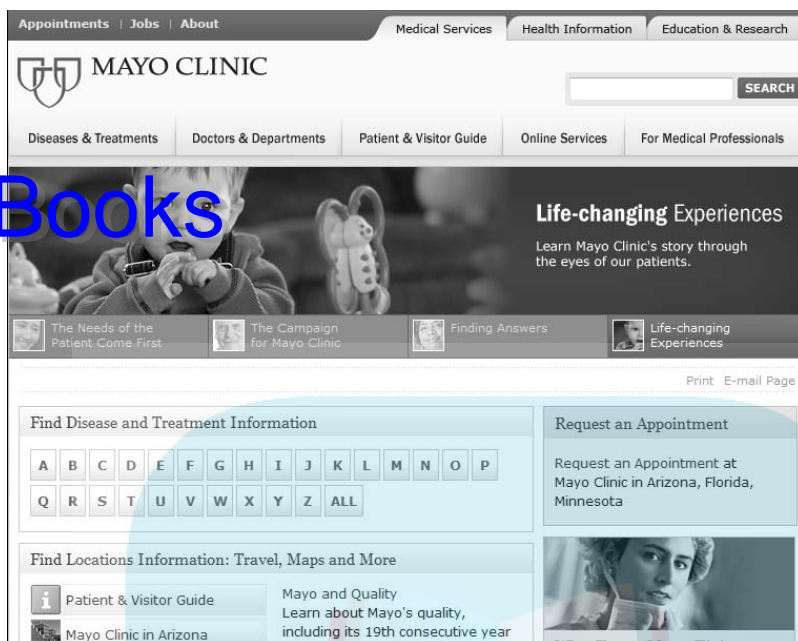 Appointments | Jobs | About
Medical Services
Health Information
Education & Research
MAYO CLINIC
SEARCH
Diseases & Treatments
Doctors & Departments
Patient & Visitor Guide
Online Services
For Medical Professionals
Books
Life-changing Experiences
Learn Mayo Clinic's story through
the eyes of our patients.
The Needs of the
Patient Come First
The Campaign
for Mayo Clinic
Finding Answers
Life-changing
Experiences
Print E-mail Page
Find Disease and Treatment Information
A B C D E F G H I J K L M N O P
Q R S T U V W X Y Z ALL
Request an Appointment
Request an Appointment at
Mayo Clinic in Arizona, Florida,
Minnesota
Find Locations Information: Travel, Maps and More
Patient & Visitor Guide
Mayo Clinic in Arizona
Mayo and Quality
Learn about Mayo's quality,
including its 19th consecutive year